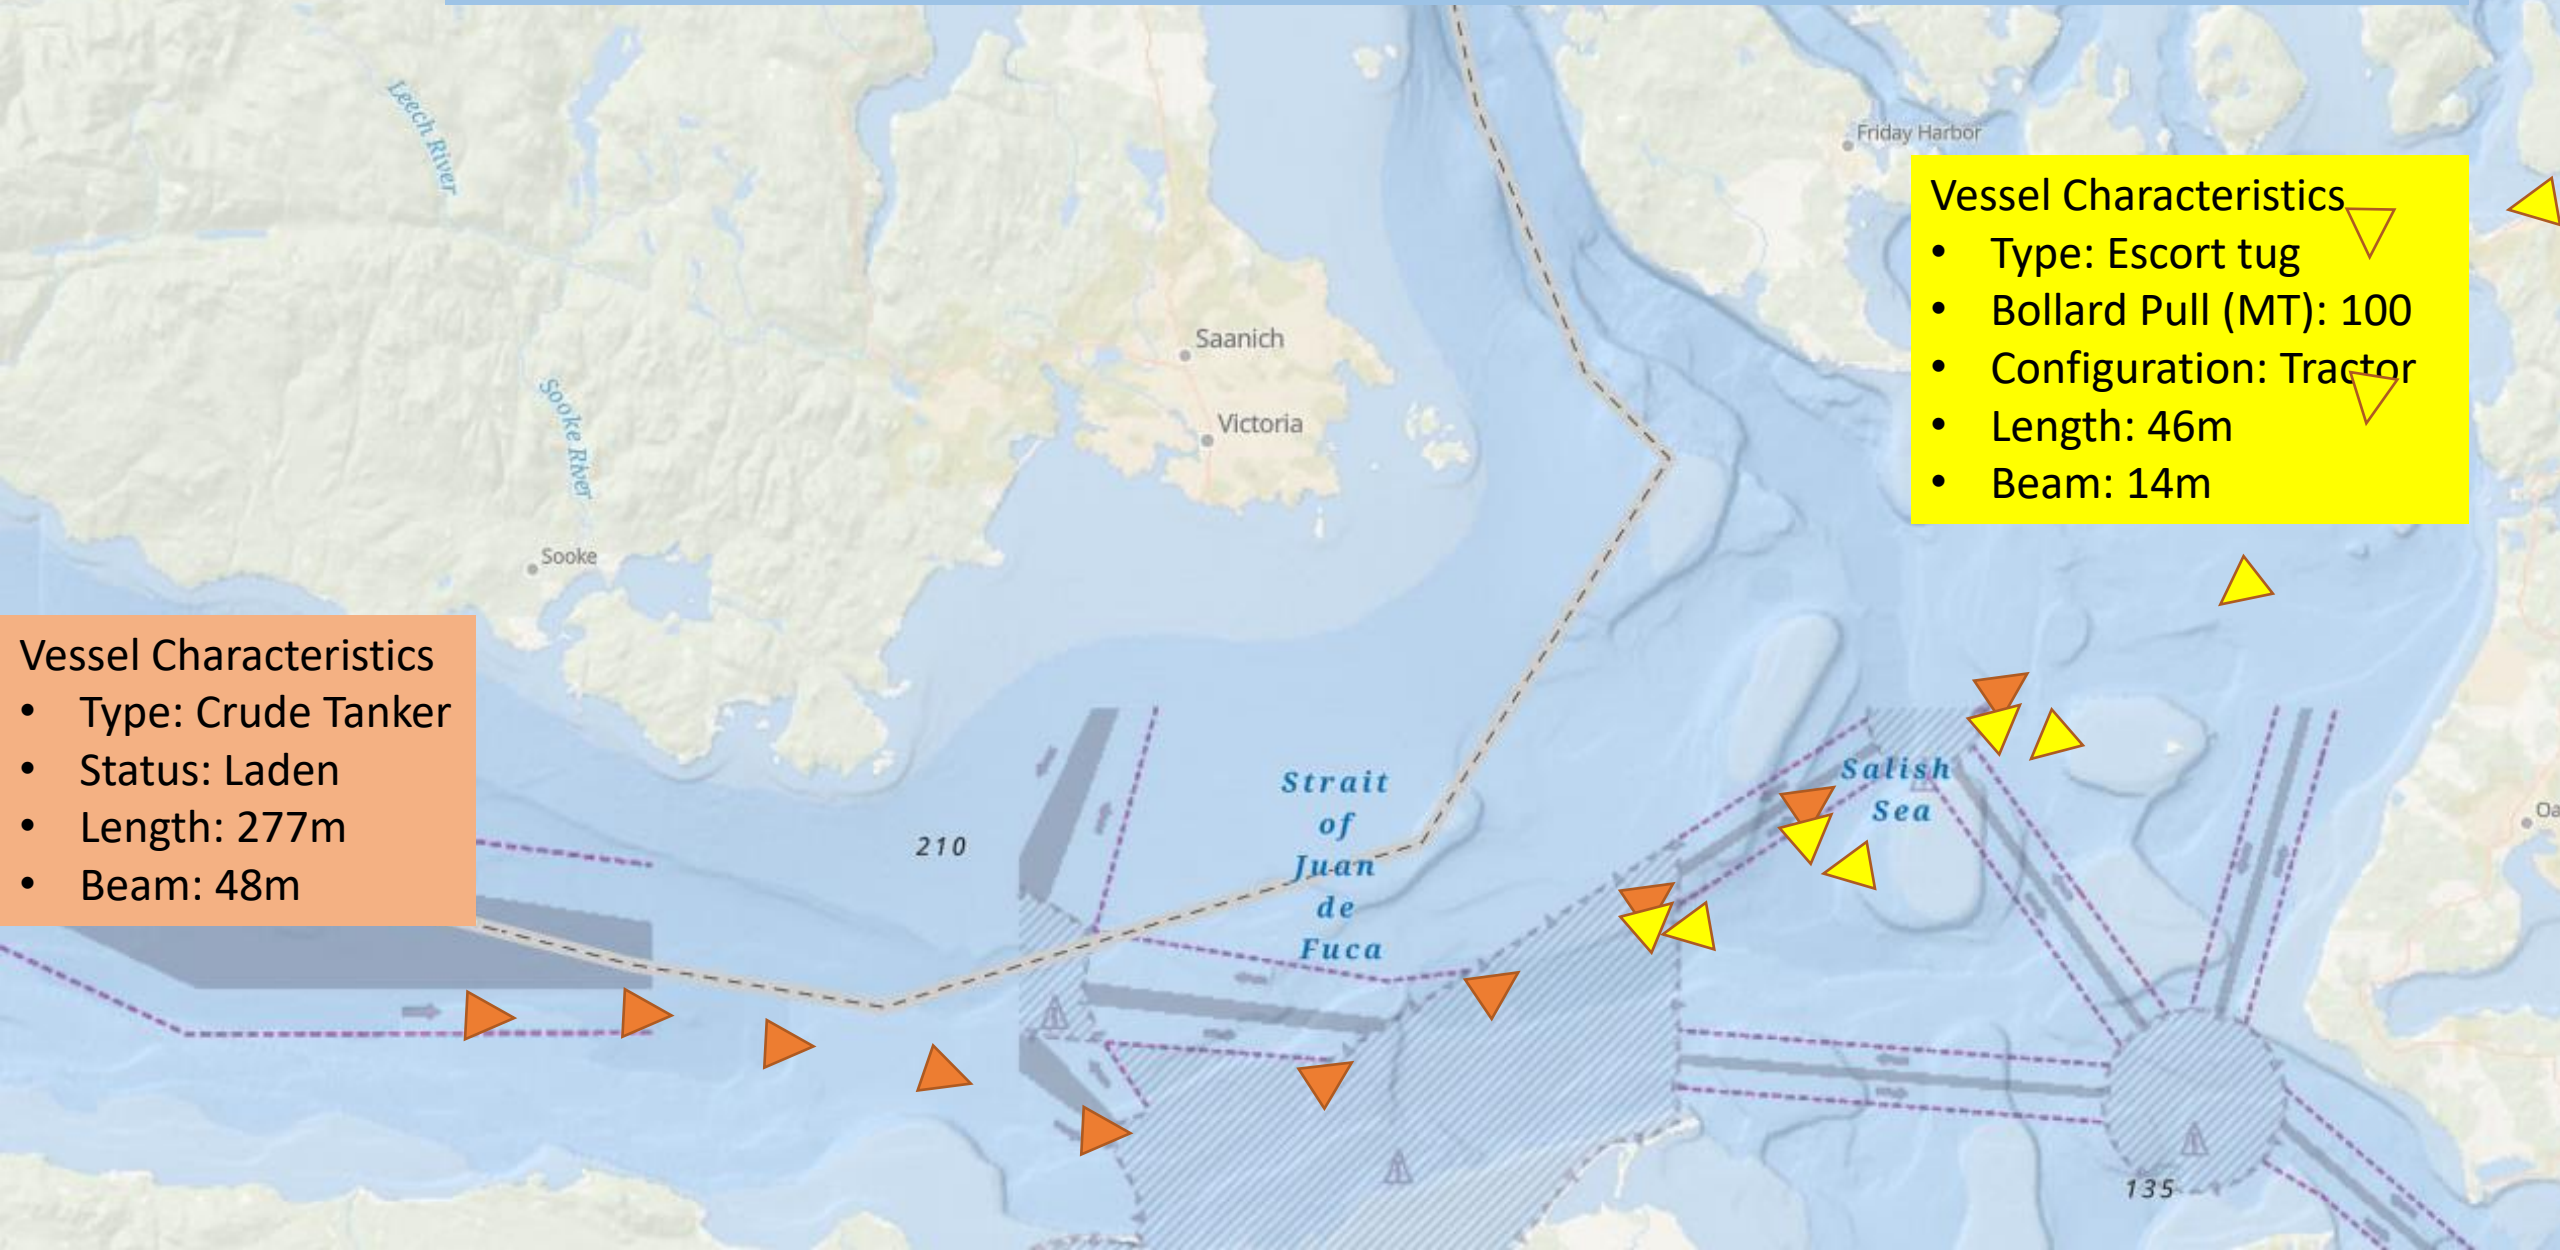 Leech River
Friday Harbor
Vessel Characteristics
• Type: Escort tug
• Bollard Pull (MT): 100
• Configuration: Tractor
• Length: 46m
• Beam: 14m
Saanich
Victoria
Sooke River
Sooke
Vessel Characteristics
• Type: Crude Tanker
• Status: Laden
• Length: 277m
• Beam: 48m
210
Strait
of
Juan
de
Fuca
Salish
Sea
Oa
135